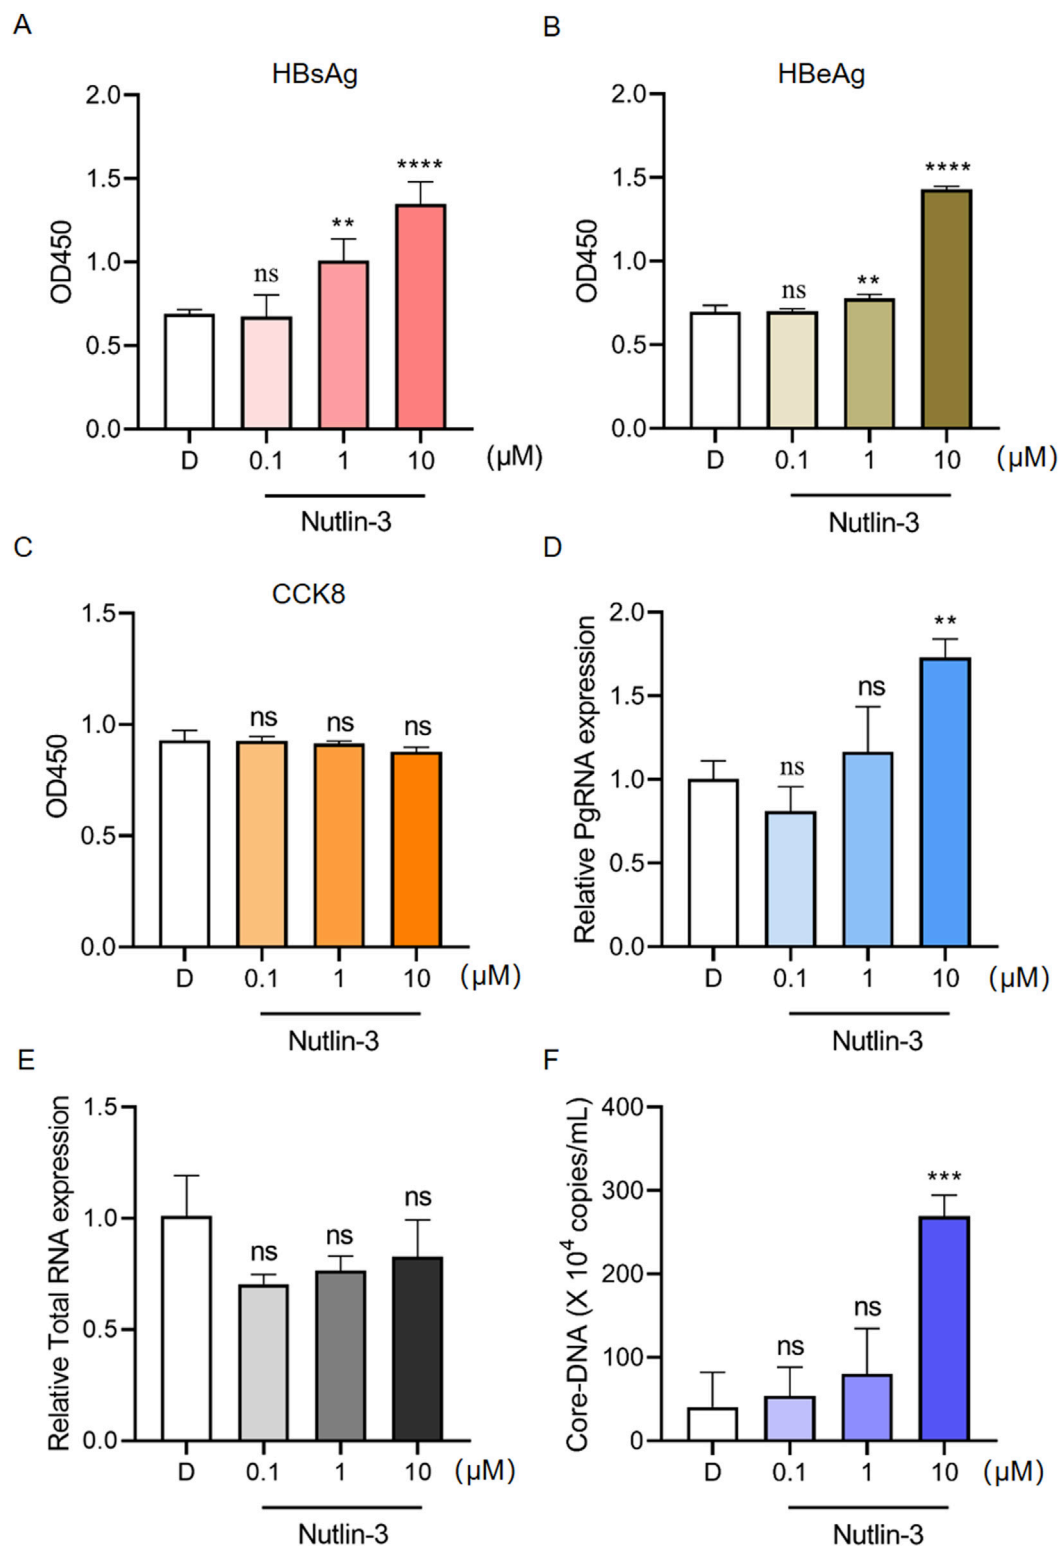 A
HBsAg
OD450
2.0
1.5
1.0
0.5
0.0
ns
**
****
D 0.1 1 10 (μM)
Nutlin-3
B
HBeAg
OD450
2.0
1.5
1.0
0.5
0.0
ns
**
****
D 0.1 1 10 (μM)
Nutlin-3
C
CCK8
OD450
1.5
1.0
0.5
0.0
ns ns ns
D 0.1 1 10 (μM)
Nutlin-3
D
Relative PgRNA expression
2.0
1.5
1.0
0.5
0.0
ns
ns
**
D 0.1 1 10 (μM)
Nutlin-3
E
Relative Total RNA expression
1.5
1.0
0.5
0.0
ns
ns
ns
D 0.1 1 10 (μM)
Nutlin-3
F
Core-DNA (X 10⁴ copies/mL)
400
300
200
100
0
ns
ns
***
D 0.1 1 10 (μM)
Nutlin-3